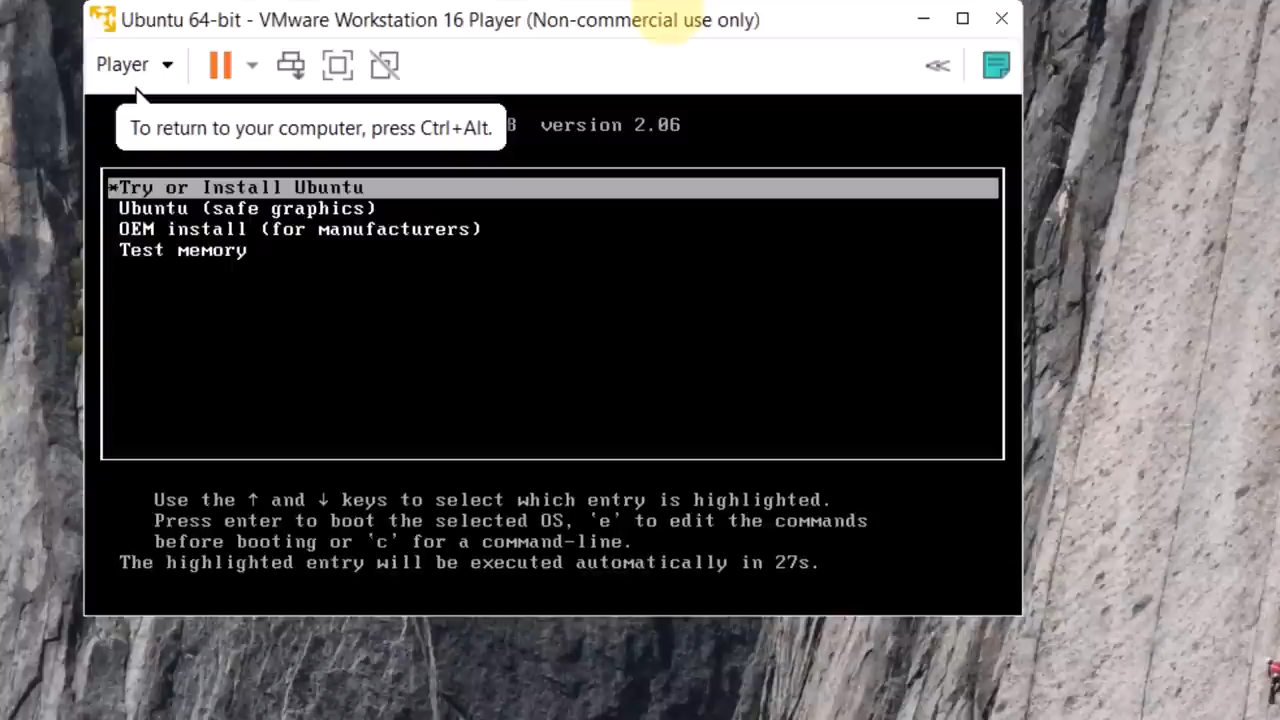 Ubuntu 64-bit - VMware Workstation 16 Player (Non-commercial use only)
Player
To return to your computer, press Ctrl+Alt.
B version 2.06
*Try or Install Ubuntu
Ubuntu (safe graphics)
OEM install (for manufacturers)
Test memory
Use the ↑ and ↓ keys to select which entry is highlighted.
Press enter to boot the selected OS, `e' to edit the commands
before booting or `c' for a command-line.
The highlighted entry will be executed automatically in 27s.